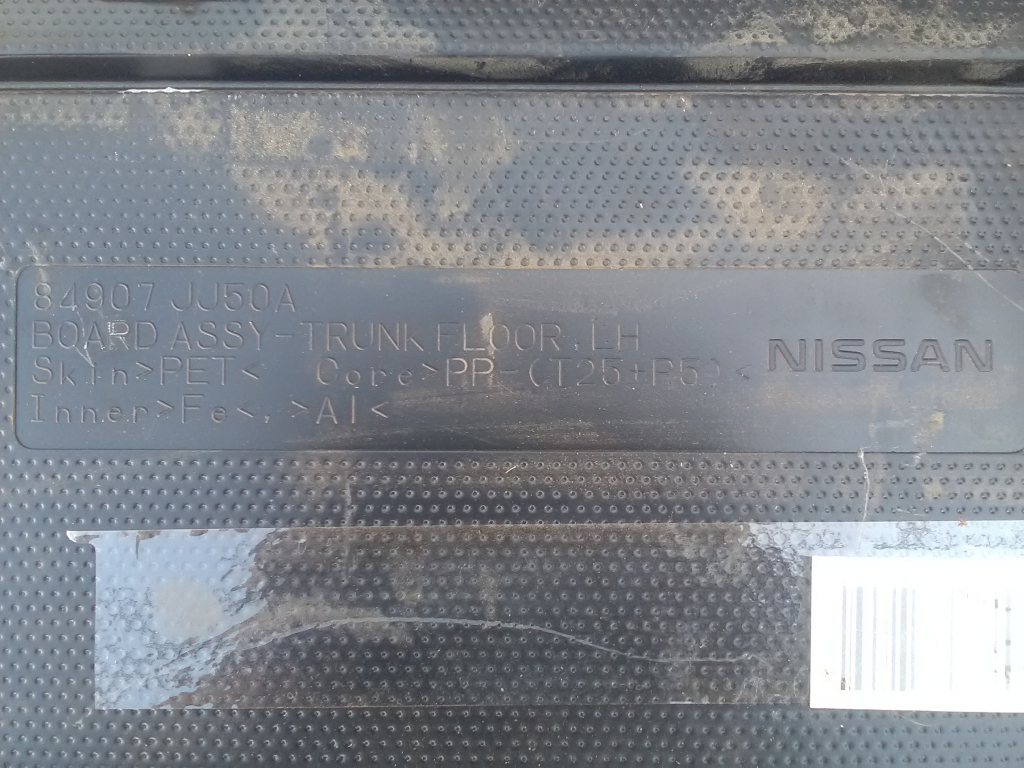 84907 JJ50A
BOARD ASSY-TRUNK FLOOR, LH
Skin>PET< Core>PP-(T25+P5)<
Inner>Fe<,>Al<
NISSAN